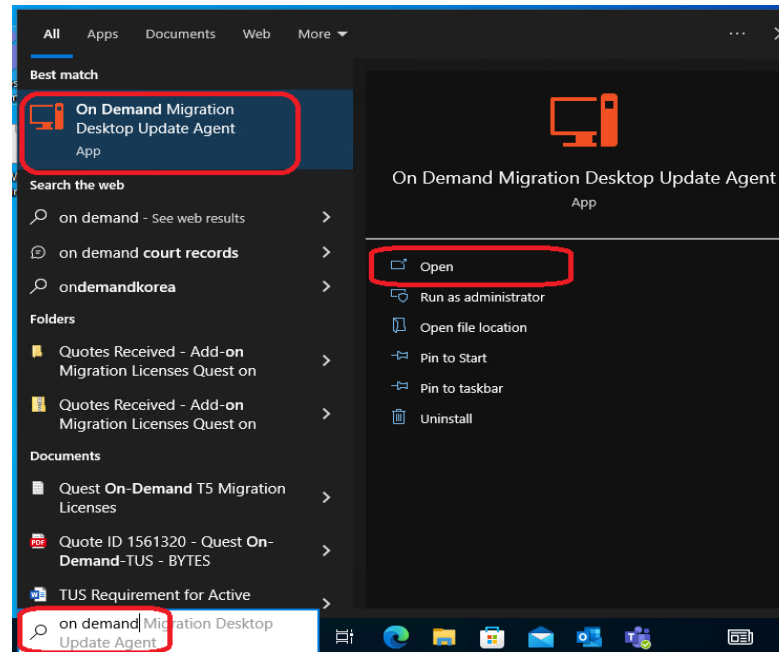 All Apps Documents Web More
Best match
On Demand Migration
Desktop Update Agent
App
Search the web
on demand - See web results
on demand court records
ondemandkorea
Folders
Quotes Received - Add-on
Migration Licenses Quest on
Quotes Received - Add-on
Migration Licenses Quest on
Documents
Quest On-Demand T5 Migration
Licenses
Quote ID 1561320 - Quest On-
Demand-TUS - BYTES
TUS Requirement for Active
on demand Migration Desktop
Update Agent
On Demand Migration Desktop Update Agent
App
Open
Run as administrator
Open file location
Pin to Start
Pin to taskbar
Uninstall